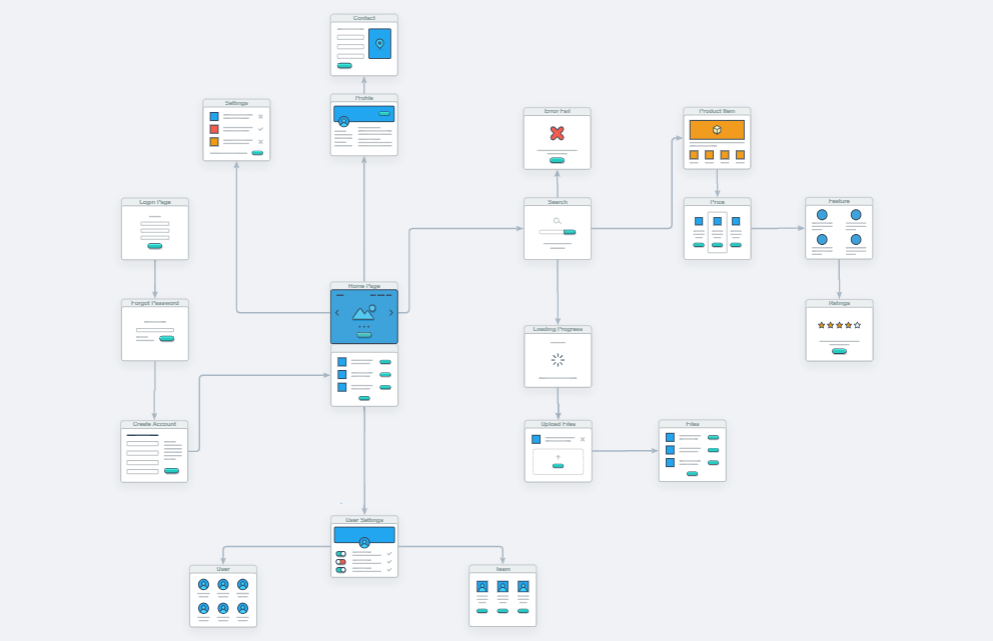 Contact
Profile
Settings
Error Fail
Product Item
Logon Page
Search
Price
Feature
Home Page
Forgot Password
Loading Progress
Ratings
Create Account
Upload Files
Files
User Settings
User
Team